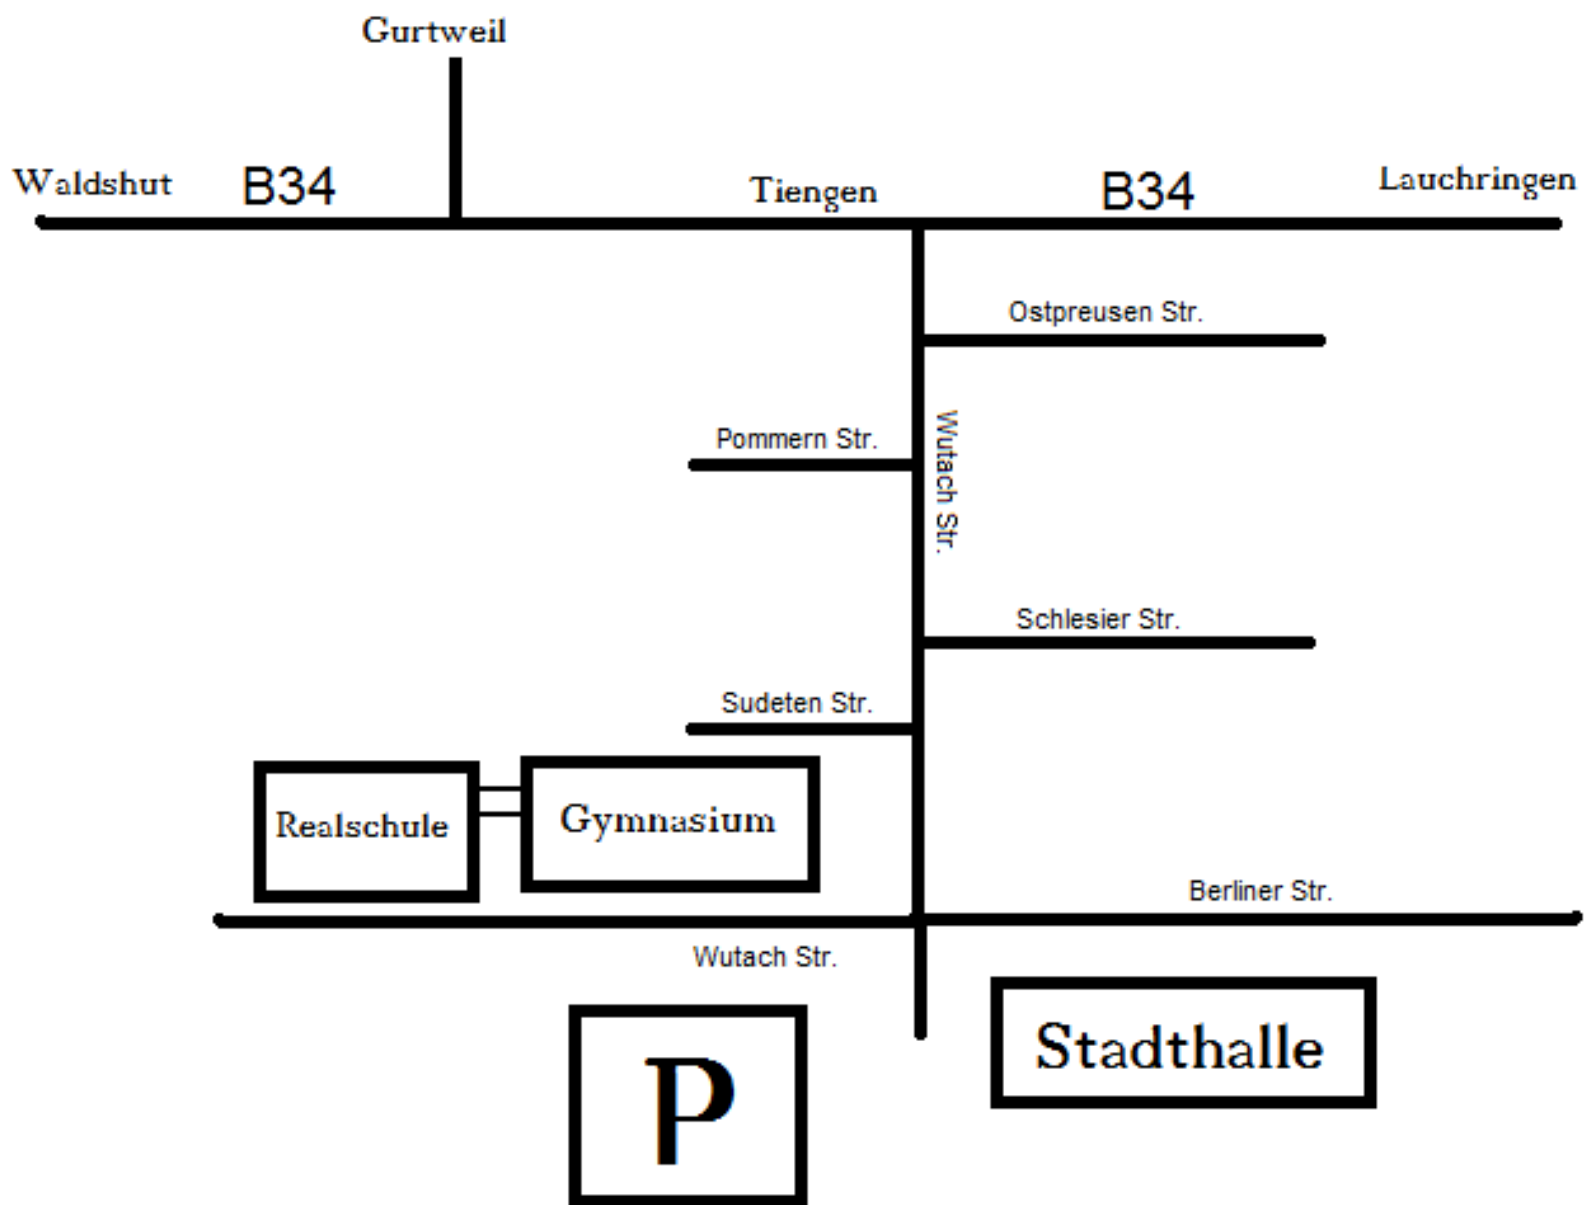 Gurtweil
Waldshut
B34
Tiengen
B34
Lauchringen
Ostpreusen Str.
Pommern Str.
Wutach Str.
Schlesier Str.
Sudeten Str.
Realschule
Gymnasium
Berliner Str.
Wutach Str.
Stadthalle
P